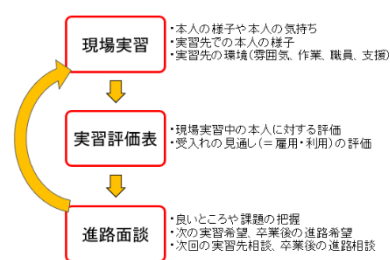 現場実習
・本人の様子や本人の気持ち
・実習先での本人の様子
・実習先の環境(雰囲気、作業、職員、支援)
実習評価表
・現場実習中の本人に対する評価
・受入れの見通し(=雇用・利用)の評価
進路面談
・良いところや課題の把握
・次の実習希望、卒業後の進路希望
・次回の実習先相談、卒業後の進路相談